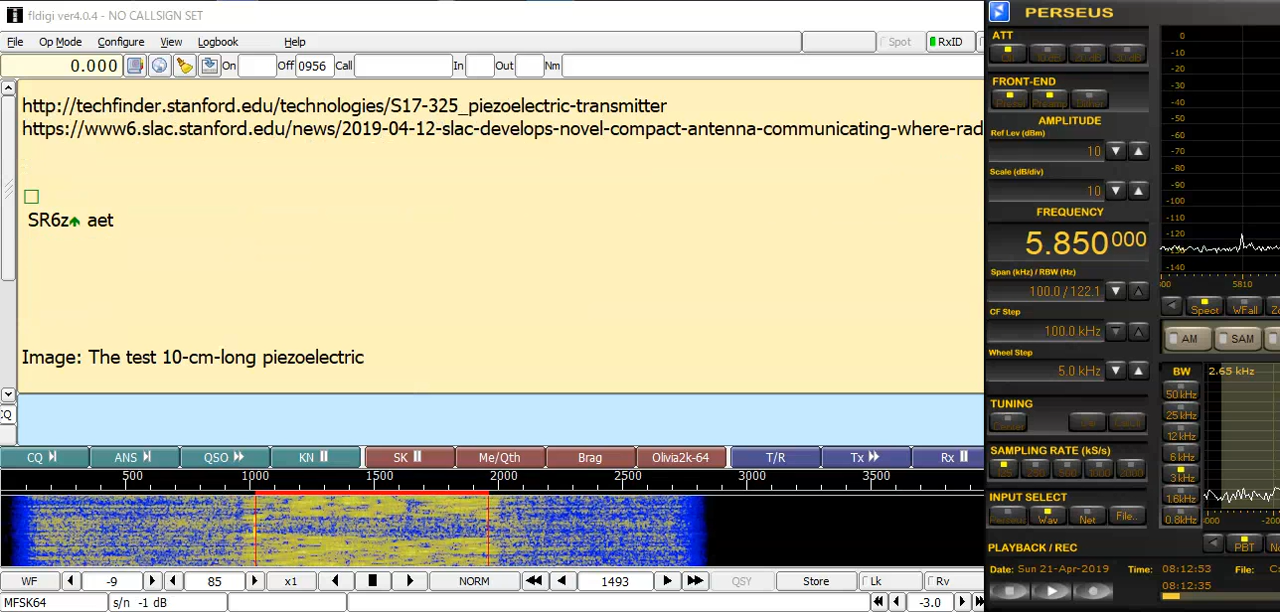 fldigi ver4.0.4 - NO CALLSIGN SET
File Op Mode Configure View Logbook Help
Spot RxID
0.000 On Off 0956 Call In Out Nm
http://techfinder.stanford.edu/technologies/S17-325_piezoelectric-transmitter
https://www6.slac.stanford.edu/news/2019-04-12-slac-develops-novel-compact-antenna-communicating-where-rad
SR6z aet
Image: The test 10-cm-long piezoelectric
CQ ANS QSO KN SK Me/Qth Brag Olivia2k-64 T/R Tx Rx
500 1000 1500 2000 2500 3000 3500
WF -9 85 x1 NORM 1493 QSY Store Lk Rv
MFSK64 s/n -1 dB -3.0
PERSEUS
ATT
FRONT-END
Presel Preamp
AMPLITUDE
Ref Lev (dBm)
10
Scale (dB/div)
10
FREQUENCY
5.850000
Span (kHz) / RBW (Hz)
100.0 / 122.1
CF Step
100.0 kHz
Wheel Step
5.0 kHz
TUNING
SAMPLING RATE (kS/s)
INPUT SELECT
Perseus Wav Net File..
PLAYBACK / REC
Date: Sun 21-Apr-2019 Time: 08:12:53 File:
08:12:35
0
-10
-20
-30
-40
-50
-60
-70
-80
-90
-100
-110
-120
-130
-140
5810
Spect WFall
AM SAM
BW 2.65 kHz
50 kHz
25 kHz
12 kHz
6 kHz
3 kHz
1.6 kHz
0.8 kHz
PBT